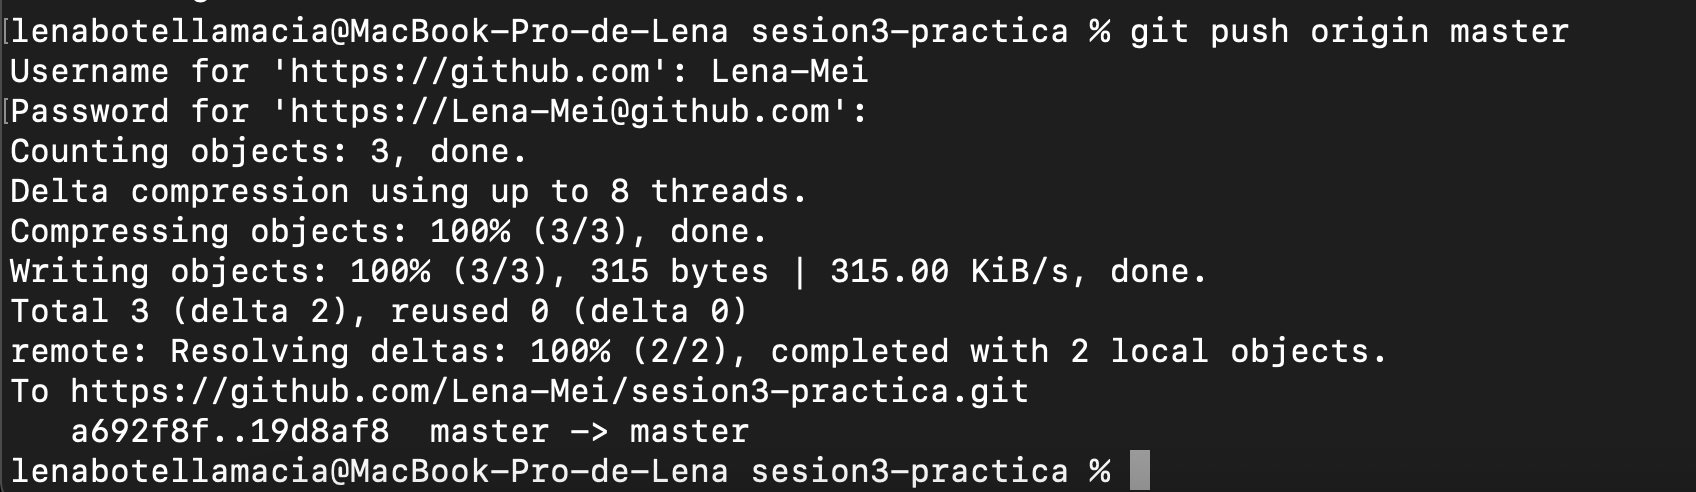 [lenabotellamacia@MacBook-Pro-de-Lena sesion3-practica % git push origin master
Username for 'https://github.com': Lena-Mei
[Password for 'https://Lena-Mei@github.com':
Counting objects: 3, done.
Delta compression using up to 8 threads.
Compressing objects: 100% (3/3), done.
Writing objects: 100% (3/3), 315 bytes | 315.00 KiB/s, done.
Total 3 (delta 2), reused 0 (delta 0)
remote: Resolving deltas: 100% (2/2), completed with 2 local objects.
To https://github.com/Lena-Mei/sesion3-practica.git
   a692f8f..19d8af8  master -> master
lenabotellamacia@MacBook-Pro-de-Lena sesion3-practica %